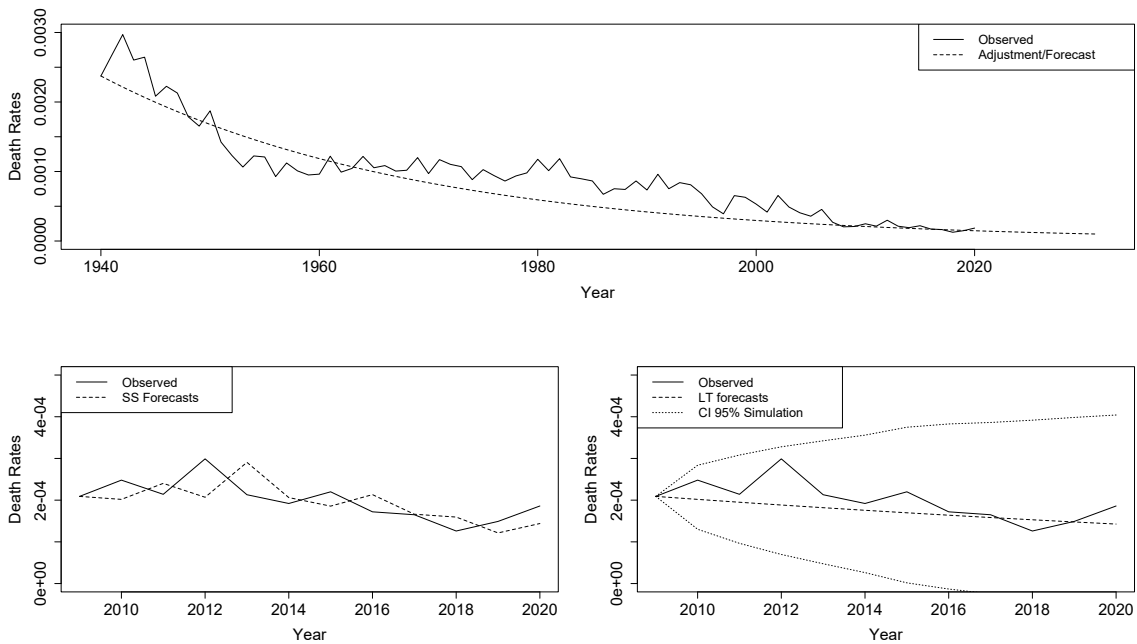 0.0000 0.0010 0.0020 0.0030
Death Rates
Observed
Adjustment/Forecast
1940 1960 1980 2000 2020
Year
0e+00 2e-04 4e-04
Death Rates
Observed
SS Forecasts
2010 2012 2014 2016 2018 2020
Year
0e+00 2e-04 4e-04
Death Rates
Observed
LT forecasts
CI 95% Simulation
2010 2012 2014 2016 2018 2020
Year